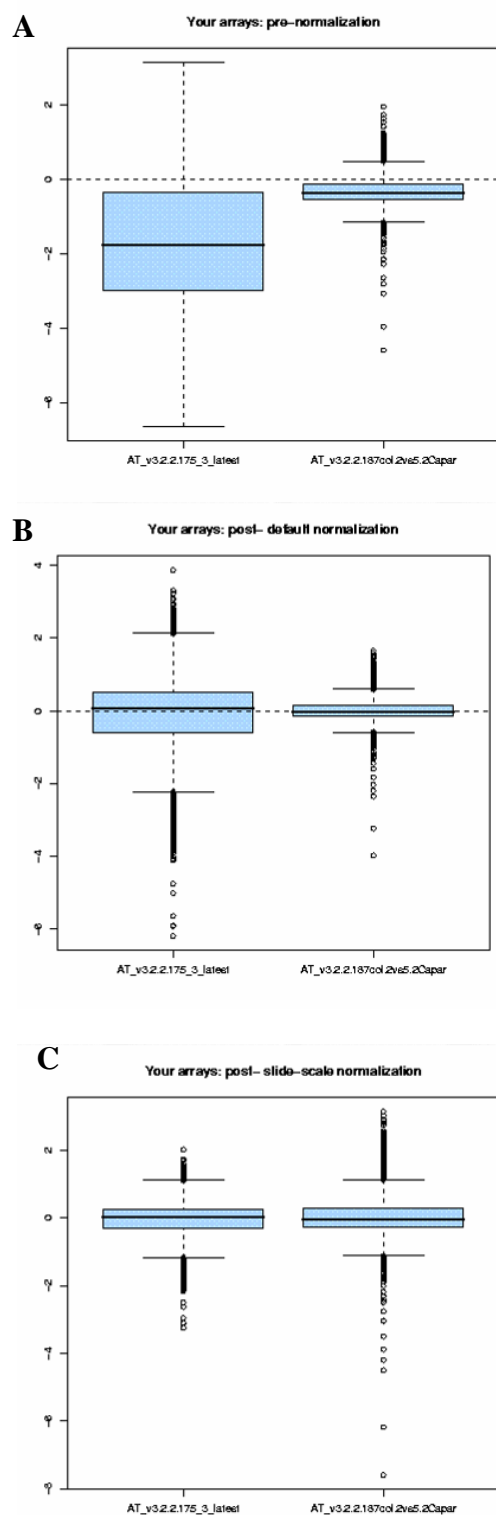 A
Your arrays: pre-normalization
2
0
-2
-4
-6
AT_v3.2.2.175_3_latest
AT_v3.2.2.187col.2vs5.2Capar
B
Your arrays: post- default normalization
4
2
0
-2
-4
-6
AT_v3.2.2.175_3_latest
AT_v3.2.2.187col.2vs5.2Capar
C
Your arrays: post- slide-scale normalization
2
0
-2
-4
-6
-8
AT_v3.2.2.175_3_latest
AT_v3.2.2.187col.2vs5.2Capar